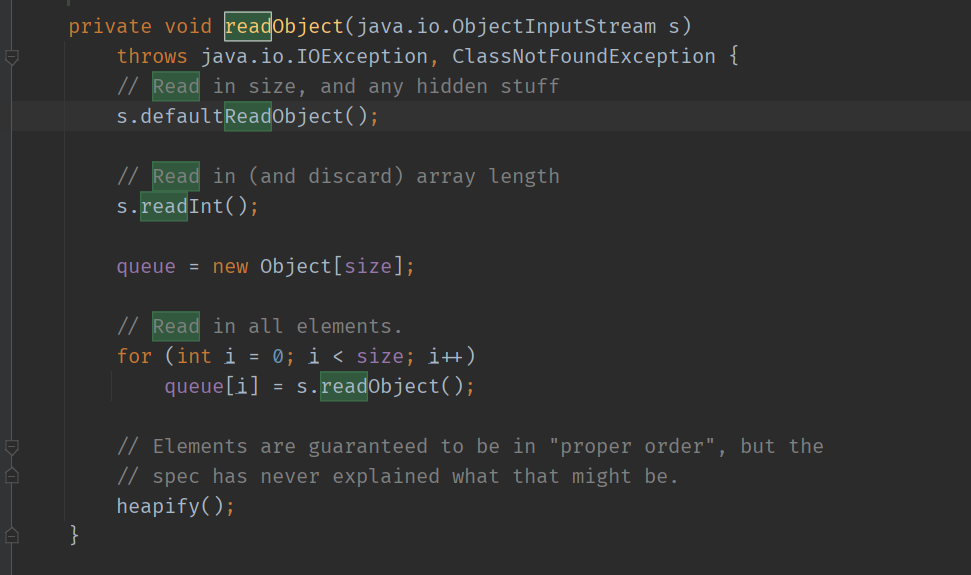 private void readObject(java.io.ObjectInputStream s)
throws java.io.IOException, ClassNotFoundException {
// Read in size, and any hidden stuff
s.defaultReadObject();
// Read in (and discard) array length
s.readInt();
queue = new Object[size];
// Read in all elements.
for (int i = 0; i < size; i++)
queue[i] = s.readObject();
// Elements are guaranteed to be in "proper order", but the
// spec has never explained what that might be.
heapify();
}